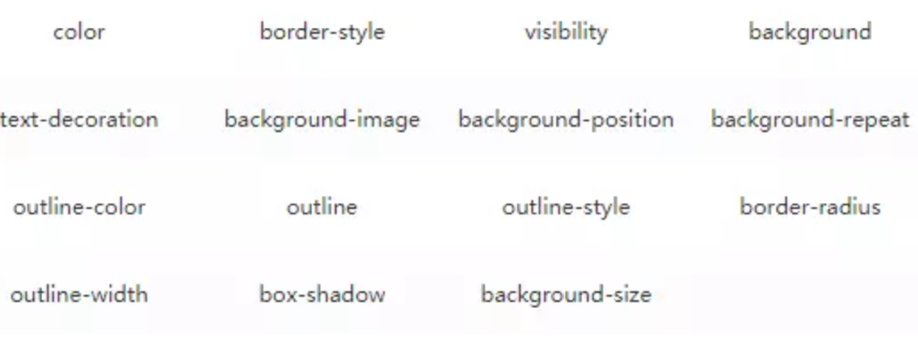 color border-style visibility background
text-decoration background-image background-position background-repeat
outline-color outline outline-style border-radius
outline-width box-shadow background-size